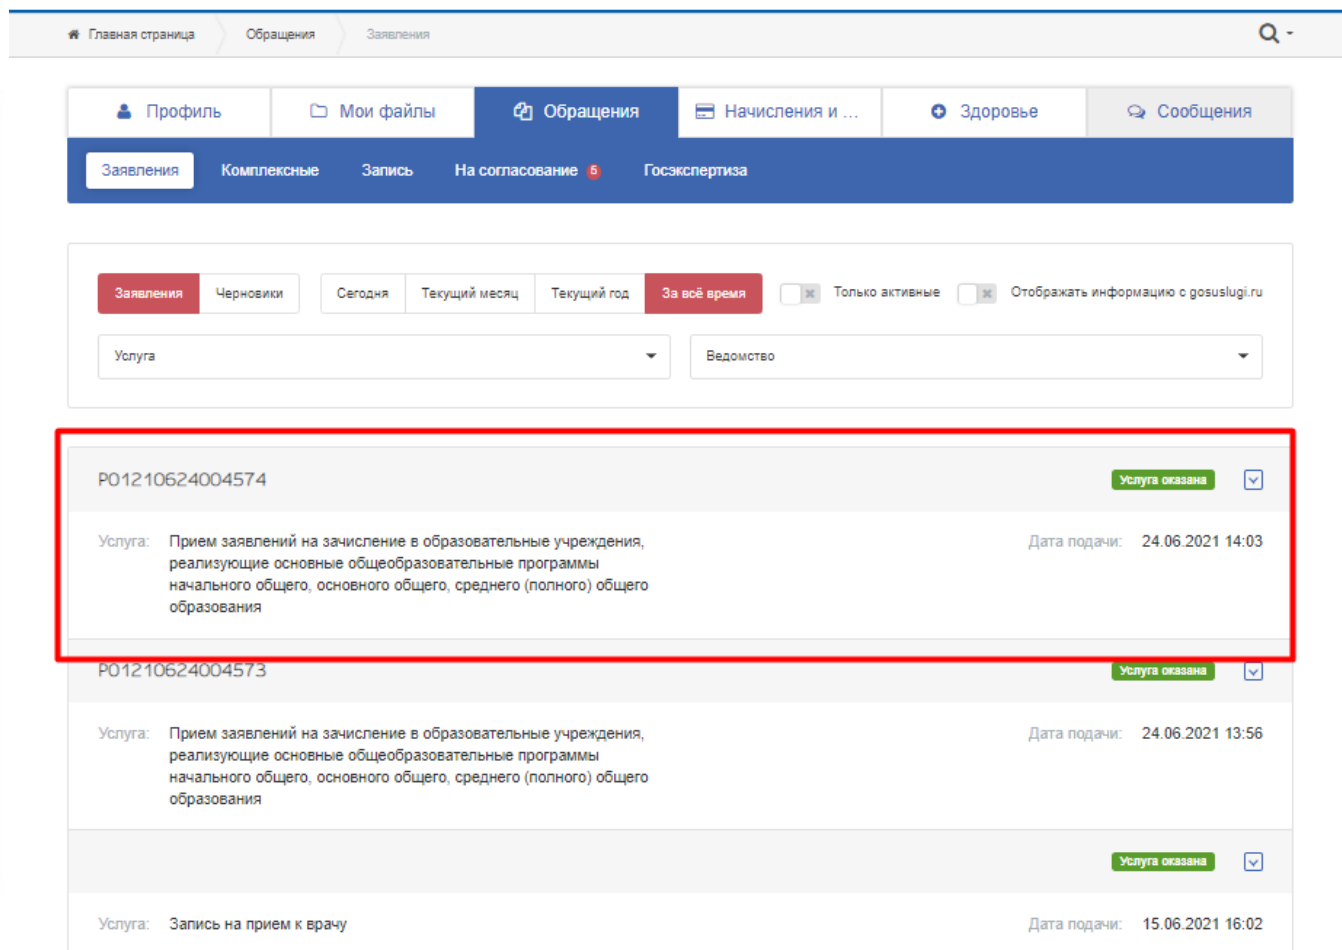 Главная страница Обращения Заявления
Профиль Мои файлы Обращения Начисления и ... Здоровье Сообщения
Заявления Комплексные Запись На согласование 5 Госэкспертиза
Заявления Черновики Сегодня Текущий месяц Текущий год За всё время Только активные Отображать информацию с gosuslugi.ru
Услуга Ведомство
P01210624004574 Услуга оказана
Услуга: Прием заявлений на зачисление в образовательные учреждения, Дата подачи: 24.06.2021 14:03
реализующие основные общеобразовательные программы
начального общего, основного общего, среднего (полного) общего
образования
P01210624004573 Услуга оказана
Услуга: Прием заявлений на зачисление в образовательные учреждения, Дата подачи: 24.06.2021 13:56
реализующие основные общеобразовательные программы
начального общего, основного общего, среднего (полного) общего
образования
Услуга оказана
Услуга: Запись на прием к врачу Дата подачи: 15.06.2021 16:02